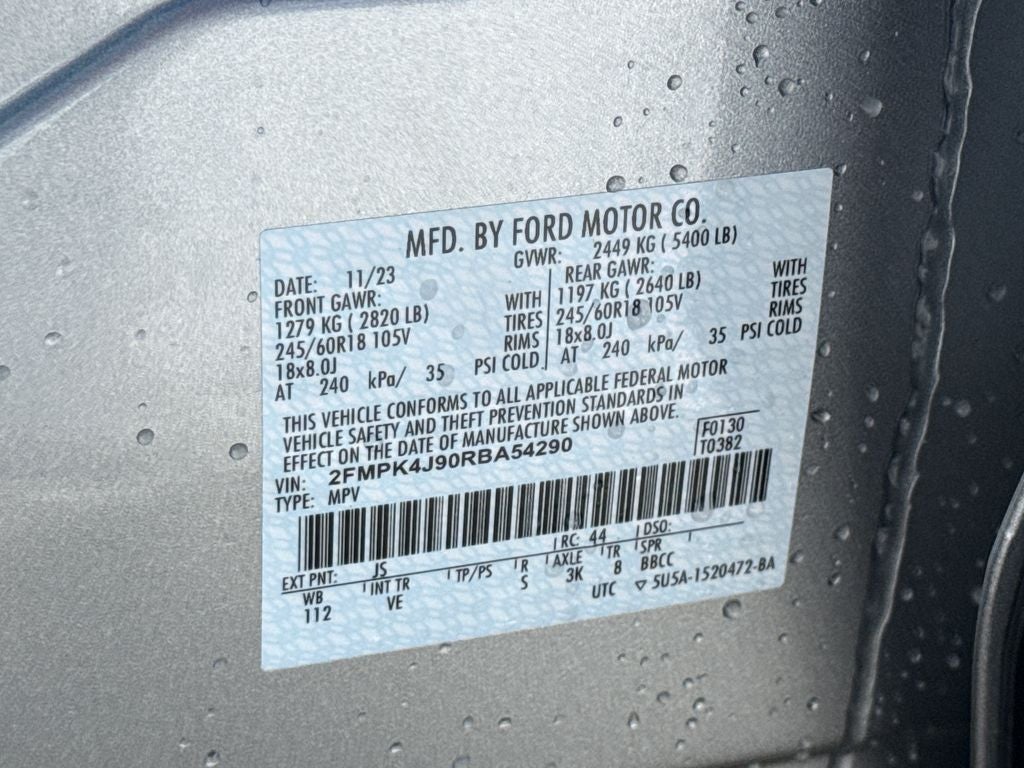 MFD. BY FORD MOTOR CO.
DATE: 11/23 GVWR: 2449 KG ( 5400 LB)
FRONT GAWR: REAR GAWR:
1279 KG ( 2820 LB) WITH 1197 KG ( 2640 LB) WITH
245/60R18 105V TIRES 245/60R18 105V TIRES
18x8.0J RIMS 18x8.0J RIMS
AT 240 kPa/ 35 PSI COLD. AT 240 kPa/ 35 PSI COLD
THIS VEHICLE CONFORMS TO ALL APPLICABLE FEDERAL MOTOR
VEHICLE SAFETY AND THEFT PREVENTION STANDARDS IN
EFFECT ON THE DATE OF MANUFACTURE SHOWN ABOVE.
VIN: 2FMPK4J90RBA54290 F0130
TYPE: MPV T0382
EXT PNT: JS RC: 44 DSO:
WB INT TR TP/PS R AXLE TR SPR
112 VE S 3K 8 BBCC
UTC ▽ 5U5A-1520472-BA